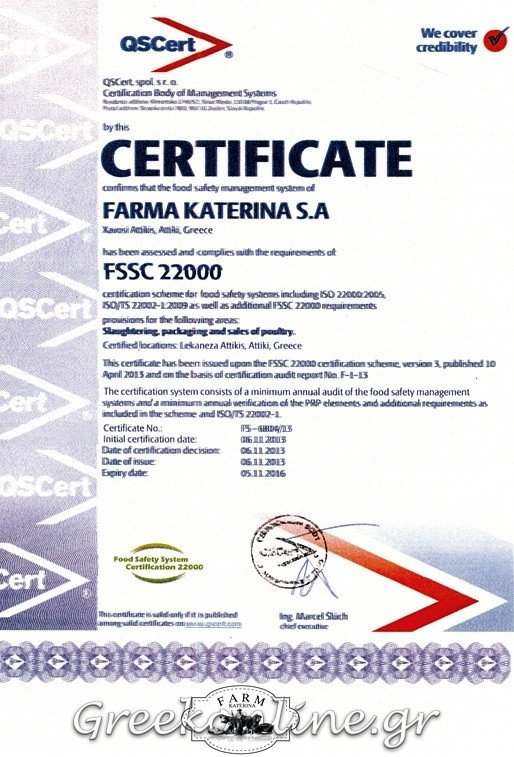 QSCert
®
We cover
credibility
QSCert, spol. s r. o.
Certification Body of Management Systems
by this
CERTIFICATE
confirms that the food safety management system of
FARMA KATERINA S.A
Xavosi Attikis, Attiki, Greece
has been assessed and complies with the requirements of:
FSSC 22000
certification scheme for food safety systems including ISO 22000:2005,
ISO/TS 22002-1:2009 as well as additional FSSC 22000 requirements
provisions for the following areas:
Slaughtering, packaging and sales of poultry.
Certified locations: Lekaneza Attikis, Attiki, Greece
This certificate has been issued upon the FSSC 22000 certification scheme, version 3, published 10
April 2013 and on the basis of certification audit report No. F-1-13
The certification system consists of a minimum annual audit of the food safety management
systems and a minimum annual verification of the PRP elements and additional requirements as
included in the scheme and ISO/TS 22002-1.
Certificate No.: FS-6804/13
Initial certification date: 06.11.2013
Date of certification decision: 06.11.2013
Date of issue: 06.11.2013
Expiry date: 05.11.2016
Food Safety System
Certification 22000
QSCert
This certificate is valid only if it is published
among valid certificates on www.qscert.com
Ing. Marcel Šlúch
chief executive
FARM
KATERINA